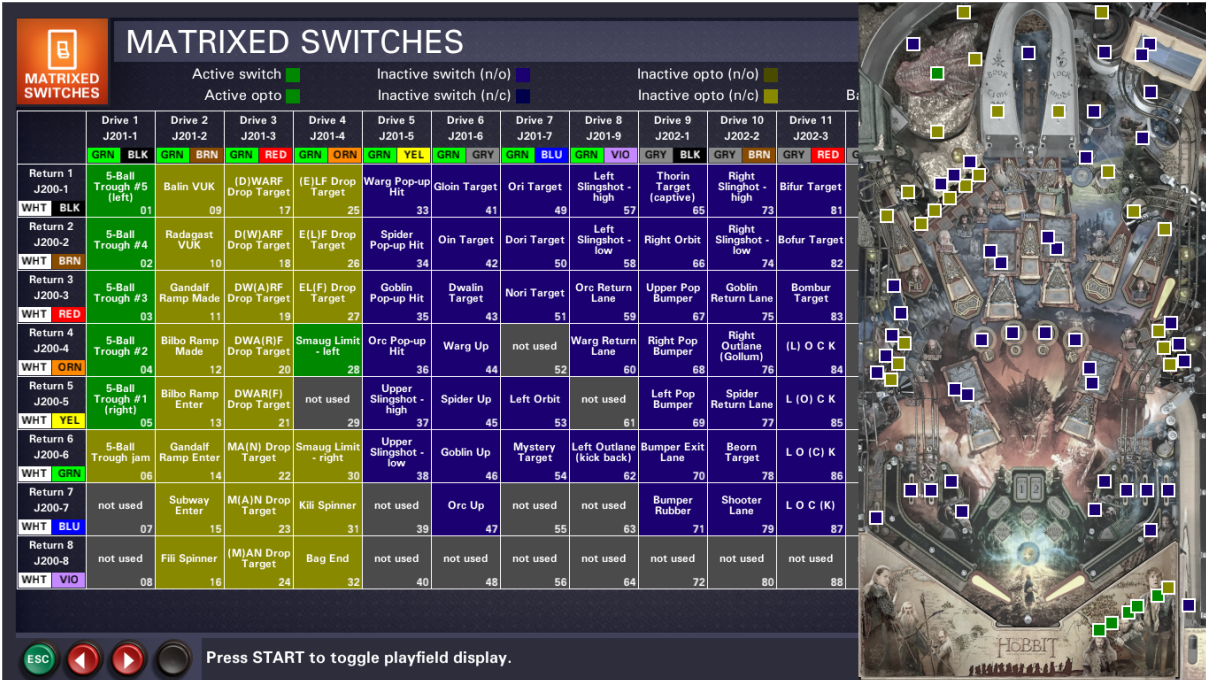 MATRIXED
SWITCHES
MATRIXED SWITCHES
Active switch
Inactive switch (n/o)
Inactive opto (n/o)
Active opto
Inactive switch (n/c)
Inactive opto (n/c)
Ba
Drive 1 Drive 2 Drive 3 Drive 4 Drive 5 Drive 6 Drive 7 Drive 8 Drive 9 Drive 10 Drive 11
J201-1 J201-2 J201-3 J201-4 J201-5 J201-6 J201-7 J201-9 J202-1 J202-2 J202-3
GRN BLK GRN BRN GRN RED GRN ORN GRN YEL GRN GRY GRN BLU GRN VIO GRY BLK GRY BRN GRY RED G
Return 1
J200-1
WHT BLK
5-Ball Trough #5 (left) 01
Balin VUK 09
(D)WARF Drop Target 17
(E)LF Drop Target 25
Warg Pop-up Hit 33
Gloin Target 41
Ori Target 49
Left Slingshot - high 57
Thorin Target (captive) 65
Right Slingshot - high 73
Bifur Target 81
Return 2
J200-2
WHT BRN
5-Ball Trough #4 02
Radagast VUK 10
D(W)ARF Drop Target 18
E(L)F Drop Target 26
Spider Pop-up Hit 34
Oin Target 42
Dori Target 50
Left Slingshot - low 58
Right Orbit 66
Right Slingshot - low 74
Bofur Target 82
Return 3
J200-3
WHT RED
5-Ball Trough #3 03
Gandalf Ramp Made 11
DW(A)RF Drop Target 19
EL(F) Drop Target 27
Goblin Pop-up Hit 35
Dwalin Target 43
Nori Target 51
Orc Return Lane 59
Upper Pop Bumper 67
Goblin Return Lane 75
Bombur Target 83
Return 4
J200-4
WHT ORN
5-Ball Trough #2 04
Bilbo Ramp Made 12
DWA(R)F Drop Target 20
Smaug Limit - left 28
Orc Pop-up Hit 36
Warg Up 44
not used 52
Warg Return Lane 60
Right Pop Bumper 68
Right Outlane (Gollum) 76
(L) O C K 84
Return 5
J200-5
WHT YEL
5-Ball Trough #1 (right) 05
Bilbo Ramp Enter 13
DWAR(F) Drop Target 21
not used 29
Upper Slingshot - high 37
Spider Up 45
Left Orbit 53
not used 61
Left Pop Bumper 69
Spider Return Lane 77
L (O) C K 85
Return 6
J200-6
WHT GRN
5-Ball Trough jam 06
Gandalf Ramp Enter 14
MA(N) Drop Target 22
Smaug Limit - right 30
Upper Slingshot - low 38
Goblin Up 46
Mystery Target 54
Left Outlane (kick back) 62
Bumper Exit Lane 70
Beorn Target 78
L O (C) K 86
Return 7
J200-7
WHT BLU
not used 07
Subway Enter 15
M(A)N Drop Target 23
Kili Spinner 31
not used 39
Orc Up 47
not used 55
not used 63
Bumper Rubber 71
Shooter Lane 79
L O C (K) 87
Return 8
J200-8
WHT VIO
not used 08
Fili Spinner 16
(M)AN Drop Target 24
Bag End 32
not used 40
not used 48
not used 56
not used 64
not used 72
not used 80
not used 88
ESC
Press START to toggle playfield display.
THE HOBBIT